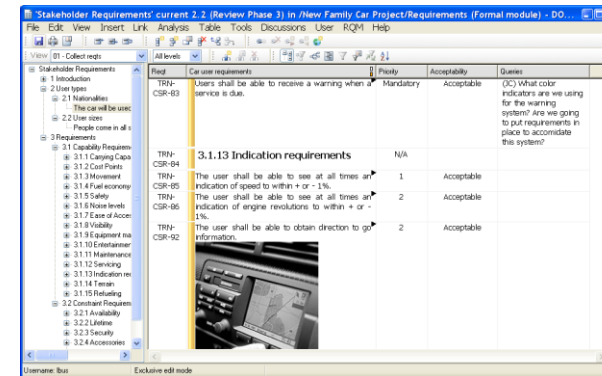 'Stakeholder Requirements' current 2.2 (Review Phase 3) in /New Family Car Project/Requirements (Formal module) - DO...
File Edit View Insert Link Analysis Table Tools Discussions User RQM Help
View 01 - Collect reqts All levels
Stakeholder Requirements
1 Introduction
2 User types
2.1 Nationalities
The car will be used
2.2 User sizes
People come in all s
3 Requirements
3.1 Capability Requirem
3.1.1 Carrying Capa
3.1.2 Cost Points
3.1.3 Movement
3.1.4 Fuel economy
3.1.5 Safety
3.1.6 Noise levels
3.1.7 Ease of Acces
3.1.8 Visibility
3.1.9 Equipment ma
3.1.10 Entertainmer
3.1.11 Maintenance
3.1.12 Servicing
3.1.13 Indication rec
3.1.14 Terrain
3.1.15 Refueling
3.2 Constraint Requirem
3.2.1 Availability
3.2.2 Lifetime
3.2.3 Security
3.2.4 Accessories
Reqt Car user requirements Priority Acceptability Queries
TRN-CSR-83 Users shall be able to receive a warning when a Mandatory Acceptable (JC) What color
service is due. indicators are we using
for the warning
system? Are we going
to put requirements in
place to accomidate
this system?
TRN-CSR-84 3.1.13 Indication requirements N/A
TRN-CSR-85 The user shall be able to see at all times an 1 Acceptable
indication of speed to within + or - 1%.
TRN-CSR-86 The user shall be able to see at all times an 2 Acceptable
indication of engine revolutions to within + or -
1%.
TRN-CSR-92 The user shall be able to obtain direction to go 2 Acceptable
information.
Username: lbus Exclusive edit mode